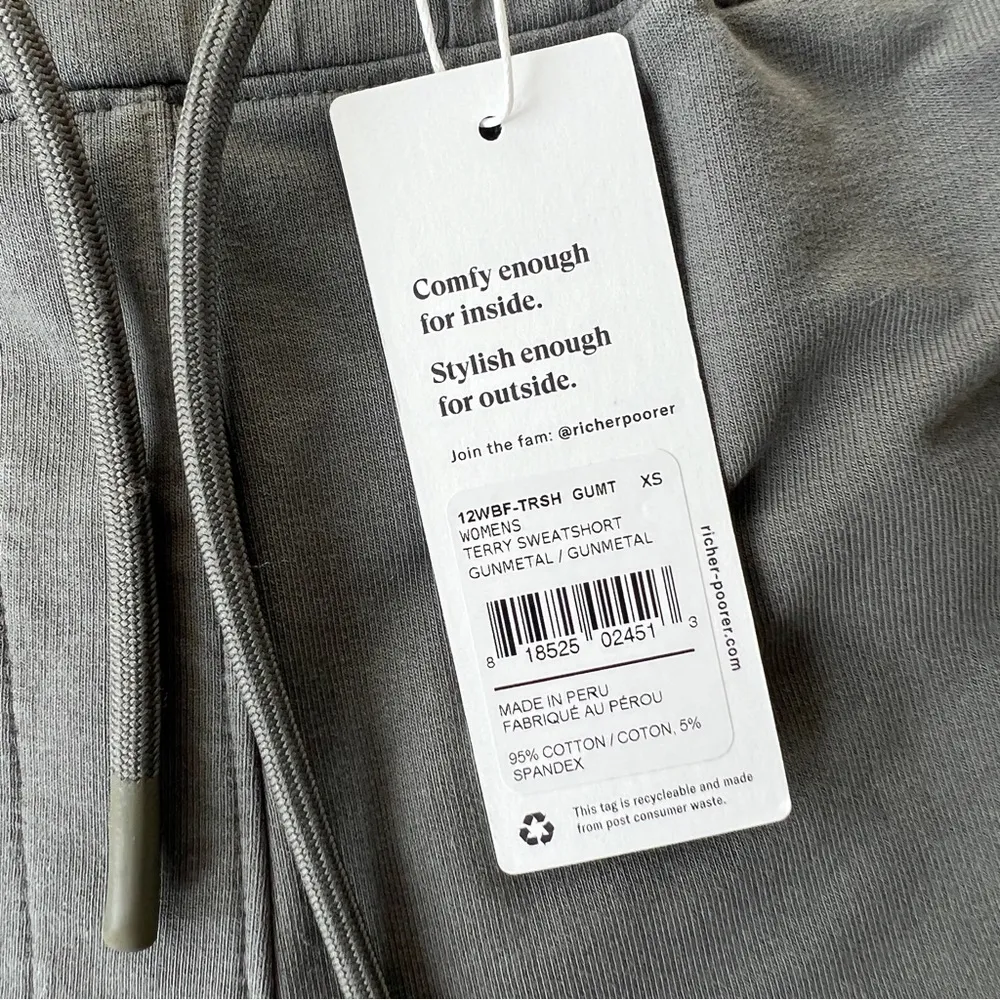 Comfy enough
for inside.
Stylish enough
for outside.
Join the fam: @richerpoorer
12WBF-TRSH GUMT XS
WOMENS
TERRY SWEATSHORT
GUNMETAL / GUNMETAL
8 18525 02451 3
MADE IN PERU
FABRIQUÉ AU PÉROU
95% COTTON / COTON, 5%
SPANDEX
richer-poorer.com
This tag is recycleable and made
from post consumer waste.